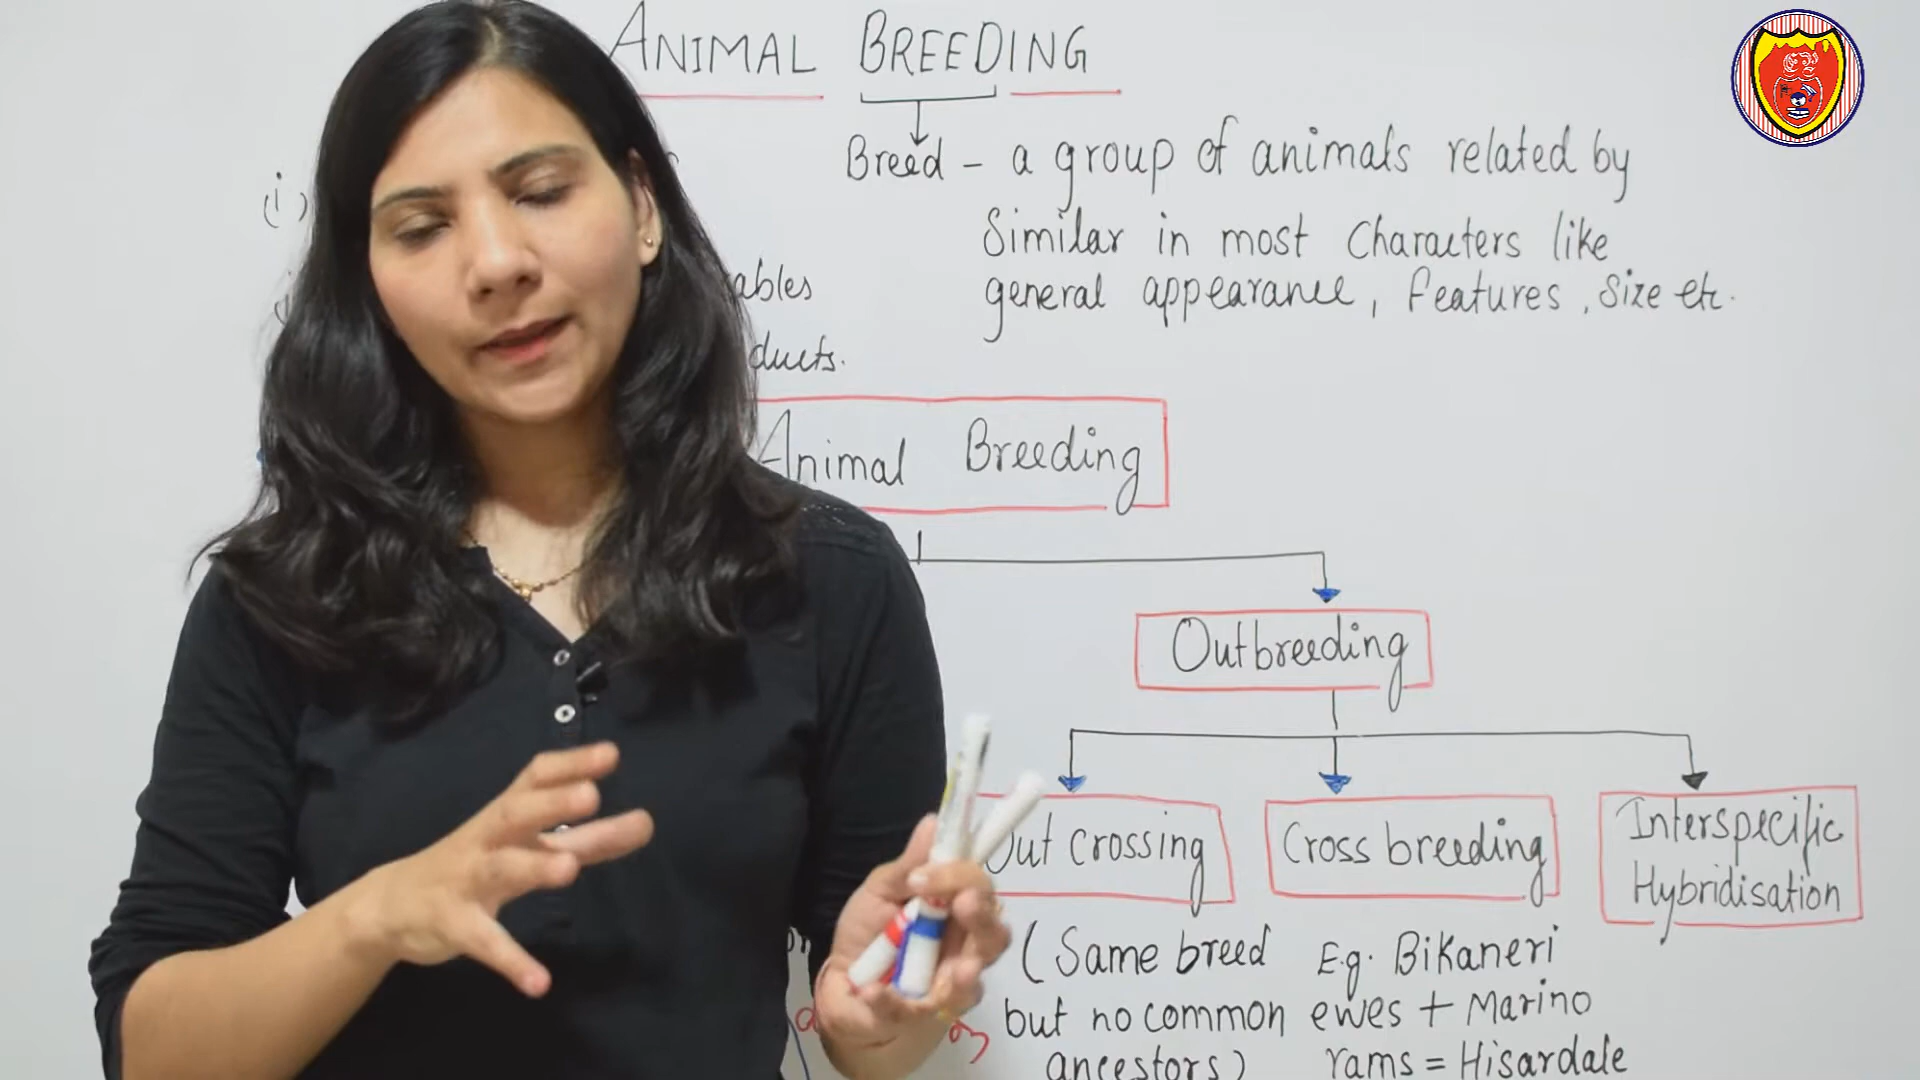 ANIMAL BREEDING
Breed - a group of animals related by
(i)
Similar in most Characters like
ables
general appearance, Features, Size etc.
ducts.
Animal Breeding
Outbreeding
Out crossing
Cross breeding
Interspecific
Hybridisation
(Same breed
but no common
ancestors)
E.g. Bikaneri
ewes + Marino
rams = Hisardale